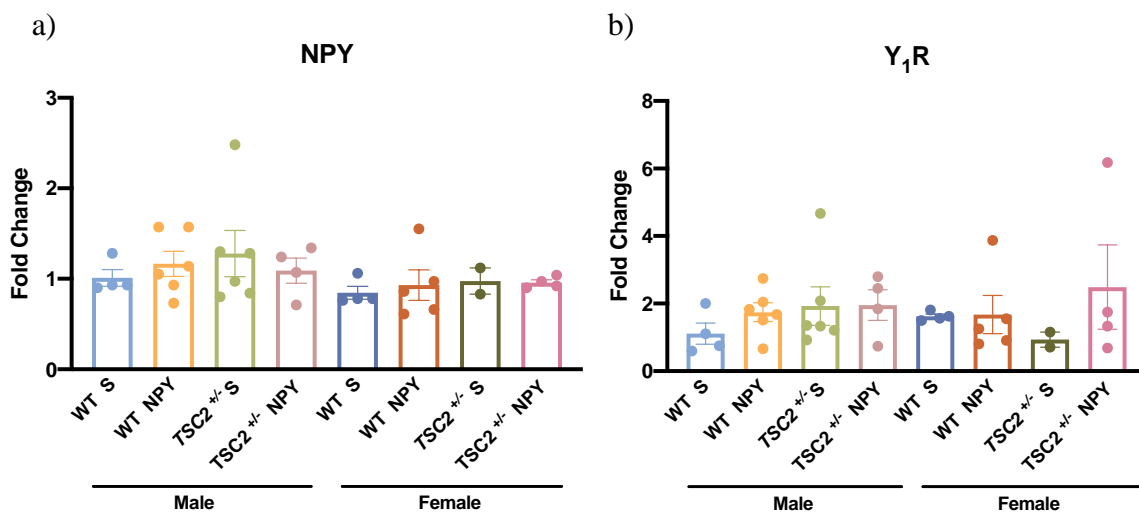 a)
NPY
Fold Change
3
2
1
0
WT S
WT NPY
TSC2 +/- S
TSC2 +/- NPY
WT S
WT NPY
TSC2 +/- S
TSC2 +/- NPY
Male
Female
b)
Y₁R
Fold Change
8
6
4
2
0
WT S
WT NPY
TSC2 +/- S
TSC2 +/- NPY
WT S
WT NPY
TSC2 +/- S
TSC2 +/- NPY
Male
Female